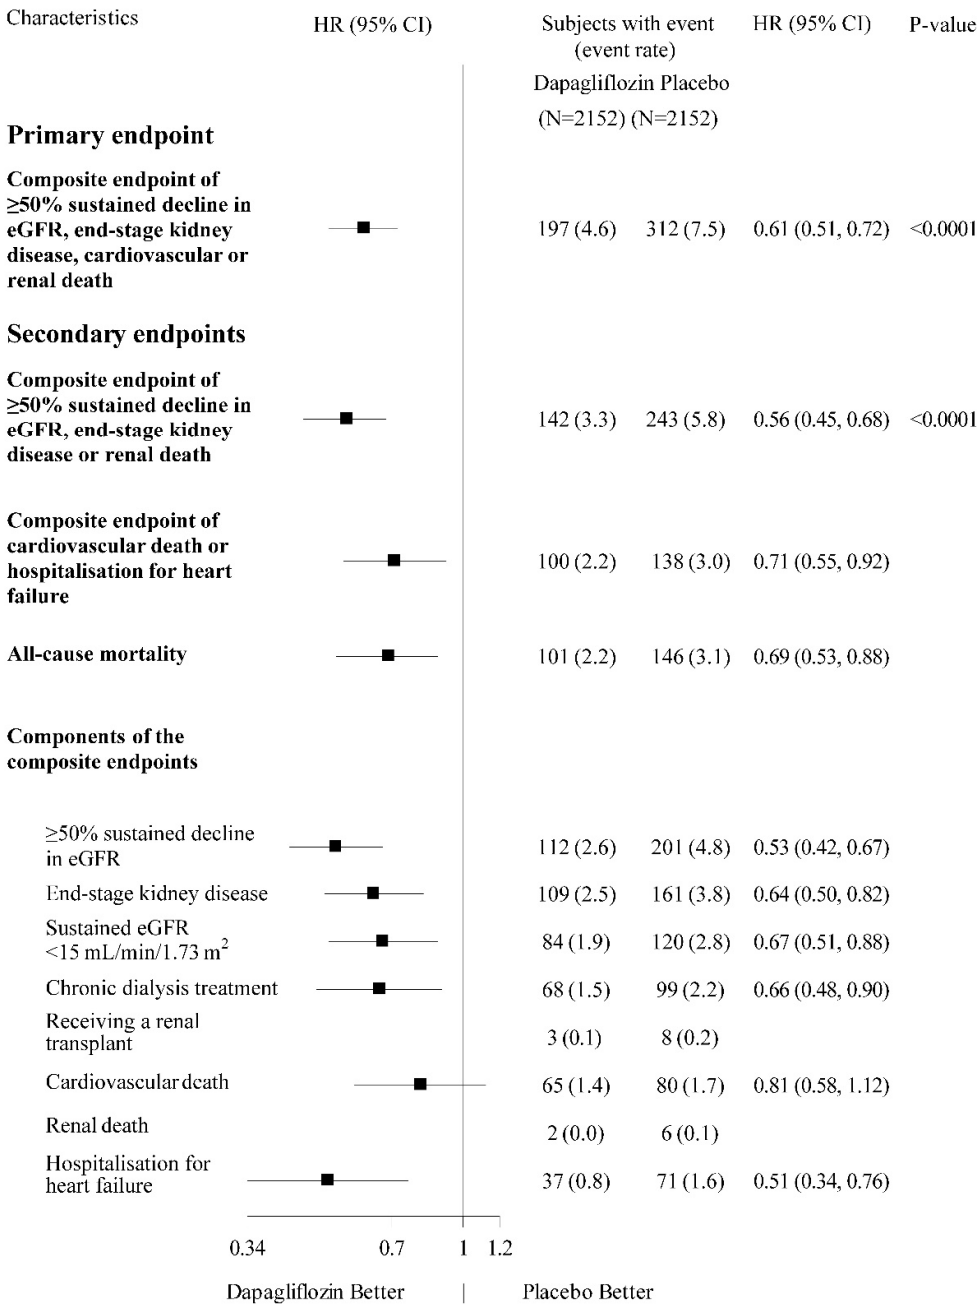 Characteristics HR (95% CI) Subjects with event HR (95% CI) P-value
(event rate)
Dapagliflozin Placebo
(N=2152) (N=2152)
Primary endpoint
Composite endpoint of
≥50% sustained decline in
eGFR, end-stage kidney 197 (4.6) 312 (7.5) 0.61 (0.51, 0.72) <0.0001
disease, cardiovascular or
renal death
Secondary endpoints
Composite endpoint of
≥50% sustained decline in
eGFR, end-stage kidney 142 (3.3) 243 (5.8) 0.56 (0.45, 0.68) <0.0001
disease or renal death
Composite endpoint of
cardiovascular death or
hospitalisation for heart 100 (2.2) 138 (3.0) 0.71 (0.55, 0.92)
failure
All-cause mortality 101 (2.2) 146 (3.1) 0.69 (0.53, 0.88)
Components of the
composite endpoints
≥50% sustained decline
in eGFR 112 (2.6) 201 (4.8) 0.53 (0.42, 0.67)
End-stage kidney disease 109 (2.5) 161 (3.8) 0.64 (0.50, 0.82)
Sustained eGFR
<15 mL/min/1.73 m² 84 (1.9) 120 (2.8) 0.67 (0.51, 0.88)
Chronic dialysis treatment 68 (1.5) 99 (2.2) 0.66 (0.48, 0.90)
Receiving a renal
transplant 3 (0.1) 8 (0.2)
Cardiovascular death 65 (1.4) 80 (1.7) 0.81 (0.58, 1.12)
Renal death 2 (0.0) 6 (0.1)
Hospitalisation for
heart failure 37 (0.8) 71 (1.6) 0.51 (0.34, 0.76)
0.34 0.7 1 1.2
Dapagliflozin Better | Placebo Better